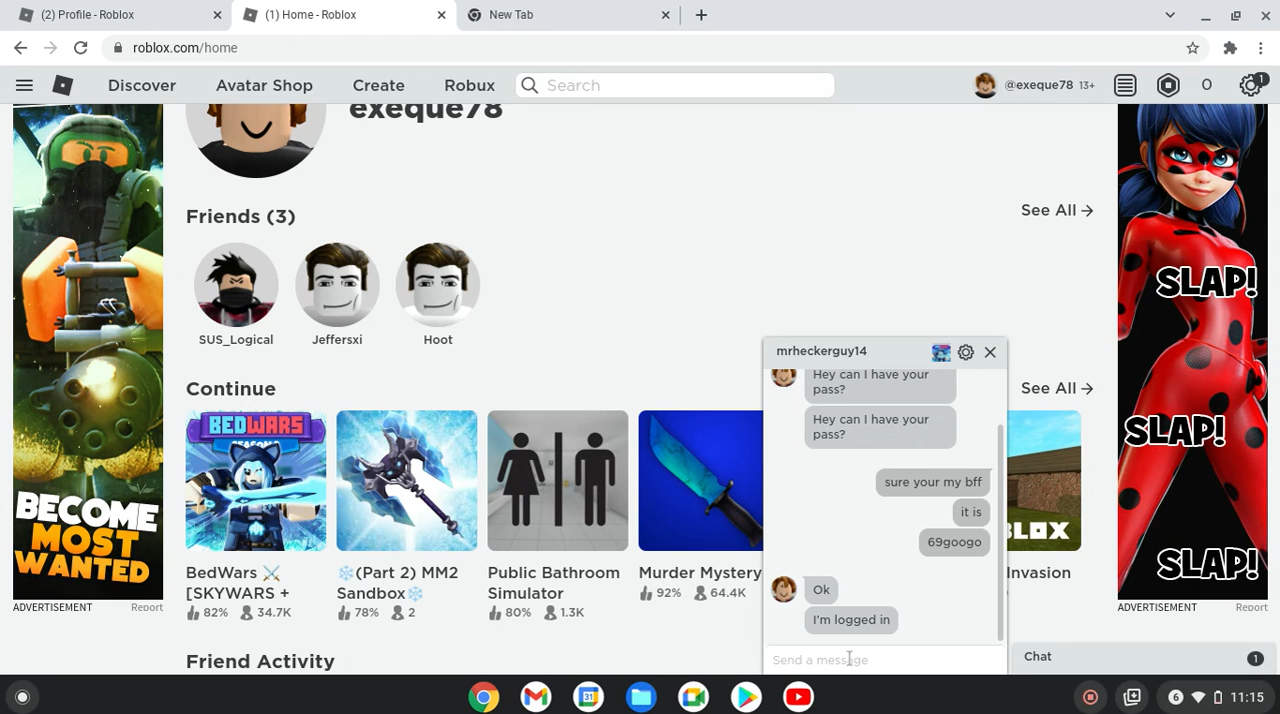 (2) Profile - Roblox
(1) Home - Roblox
New Tab
roblox.com/home
Discover
Avatar Shop
Create
Robux
Search
@exeque78 13+
0
1
exeque78
Friends (3)
See All
SUS_Logical
Jeffersxi
Hoot
Continue
See All
BEDWARS
BLOX
BedWars
[SKYWARS +
82% 34.7K
(Part 2) MM2
Sandbox
78% 2
Public Bathroom
Simulator
80% 1.3K
Murder Mystery
92% 64.4K
Invasion
Friend Activity
mrheckerguy14
Hey can I have your
pass?
Hey can I have your
pass?
sure your my bff
it is
69googo
Ok
I'm logged in
Send a message
Chat
1
BECOME
MOST
WANTED
ADVERTISEMENT
Report
SLAP!
SLAP!
SLAP!
ADVERTISEMENT
Report
6
11:15